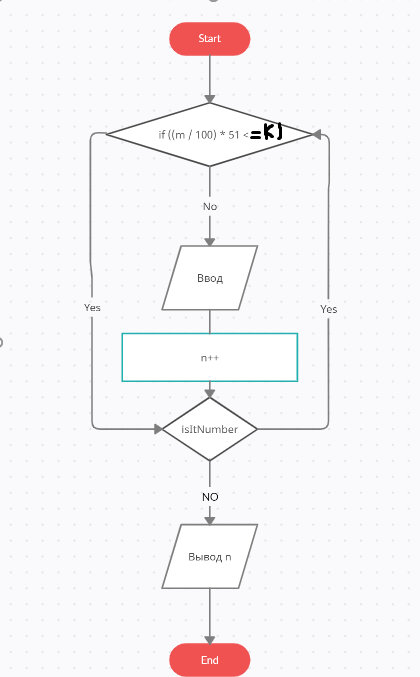 Start
if ((m / 100) * 51 <=K)
No
Ввод
Yes
Yes
n++
isItNumber
NO
Вывод n
End